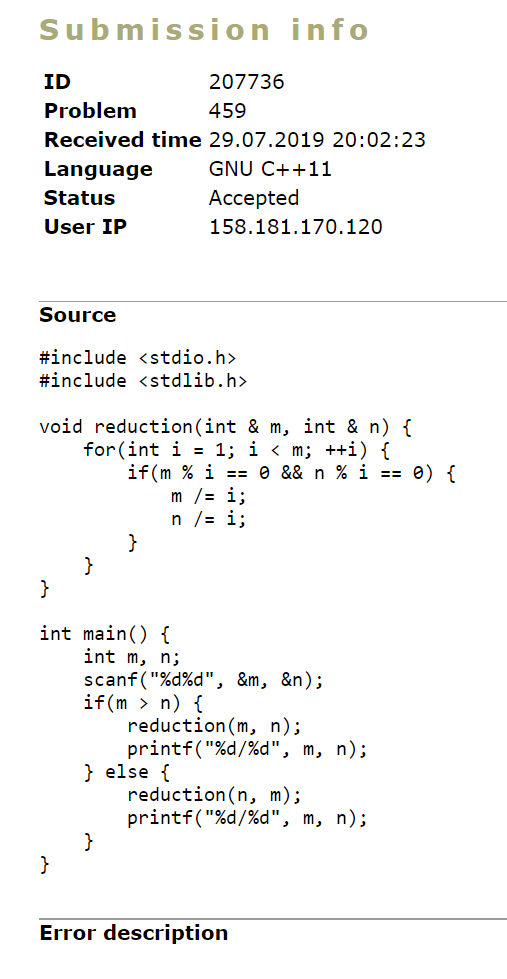 Submission info
ID 207736
Problem 459
Received time 29.07.2019 20:02:23
Language GNU C++11
Status Accepted
User IP 158.181.170.120
Source
#include <stdio.h>
#include <stdlib.h>
void reduction(int & m, int & n) {
    for(int i = 1; i < m; ++i) {
        if(m % i == 0 && n % i == 0) {
            m /= i;
            n /= i;
        }
    }
}
int main() {
    int m, n;
    scanf("%d%d", &m, &n);
    if(m > n) {
        reduction(m, n);
        printf("%d/%d", m, n);
    } else {
        reduction(n, m);
        printf("%d/%d", m, n);
    }
}
Error description